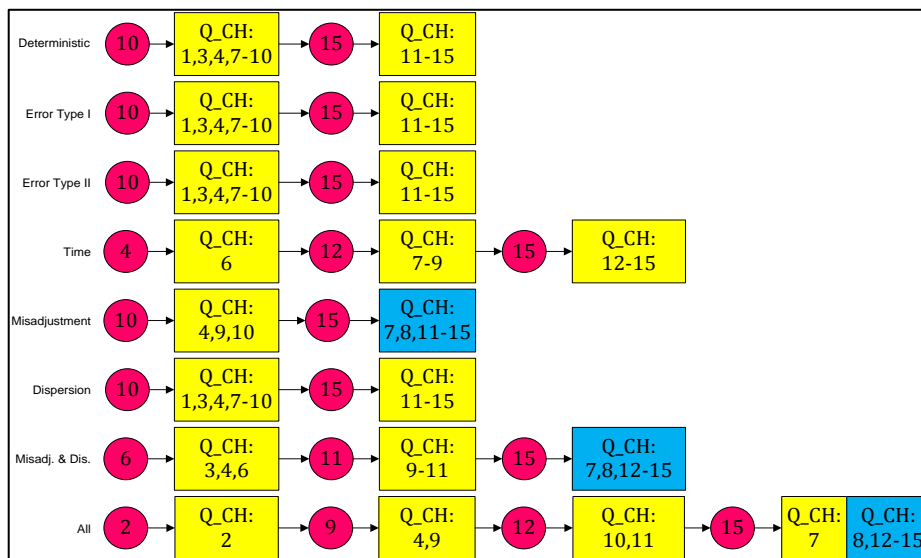 Deterministic 10 Q_CH: 1,3,4,7-10 15 Q_CH: 11-15
Error Type I 10 Q_CH: 1,3,4,7-10 15 Q_CH: 11-15
Error Type II 10 Q_CH: 1,3,4,7-10 15 Q_CH: 11-15
Time 4 Q_CH: 6 12 Q_CH: 7-9 15 Q_CH: 12-15
Misadjustment 10 Q_CH: 4,9,10 15 Q_CH: 7,8,11-15
Dispersion 10 Q_CH: 1,3,4,7-10 15 Q_CH: 11-15
Misadj. & Dis. 6 Q_CH: 3,4,6 11 Q_CH: 9-11 15 Q_CH: 7,8,12-15
All 2 Q_CH: 2 9 Q_CH: 4,9 12 Q_CH: 10,11 15 Q_CH: 7 Q_CH: 8,12-15